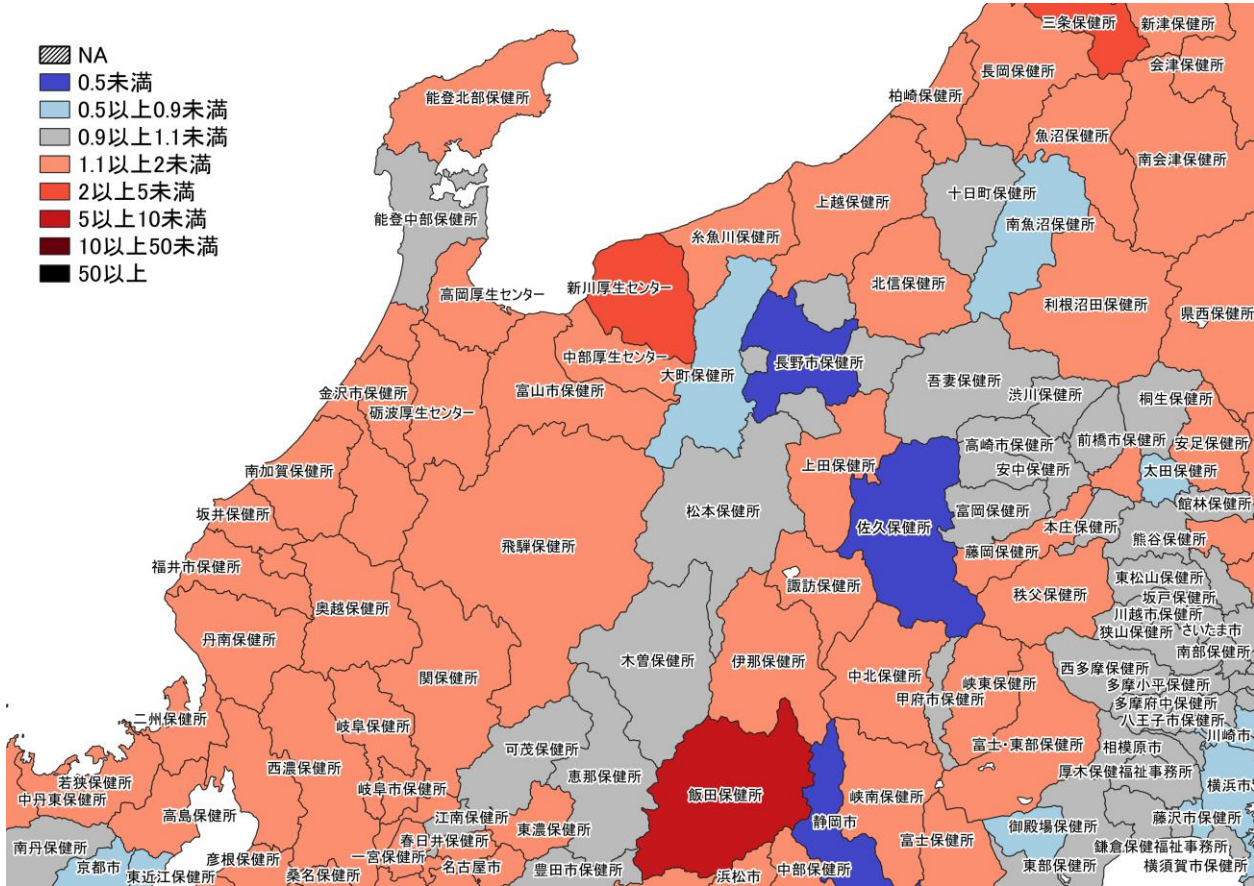 NA
0.5未満
0.5以上0.9未満
0.9以上1.1未満
1.1以上2未満
2以上5未満
5以上10未満
10以上50未満
50以上
三条保健所
新津保健所
会津保健所
長岡保健所
柏崎保健所
魚沼保健所
南会津保健所
能登北部保健所
能登中部保健所
十日町保健所
南魚沼保健所
上越保健所
糸魚川保健所
北信保健所
利根沼田保健所
県西保健所
高岡厚生センター
新川厚生センター
中部厚生センター
大町保健所
長野市保健所
吾妻保健所
渋川保健所
桐生保健所
金沢市保健所
砺波厚生センター
富山市保健所
高崎市保健所
前橋市保健所
安足保健所
安中保健所
太田保健所
館林保健所
南加賀保健所
上田保健所
松本保健所
佐久保健所
富岡保健所
本庄保健所
熊谷保健所
藤岡保健所
坂井保健所
飛騨保健所
福井市保健所
奥越保健所
諏訪保健所
秩父保健所
東松山保健所
坂戸保健所
川越市保健所
狭山保健所
さいたま市
南部保健所
丹南保健所
木曽保健所
伊那保健所
関保健所
中北保健所
甲府市保健所
峡東保健所
西多摩保健所
多摩小平保健所
多摩府中保健所
八王子市保健所
川崎市
二州保健所
岐阜保健所
可茂保健所
恵那保健所
富士・東部保健所
相模原市
厚木保健福祉事務所
横浜市
若狭保健所
中丹東保健所
西濃保健所
岐阜市保健所
飯田保健所
峡南保健所
静岡市
高島保健所
江南保健所
東濃保健所
春日井保健所
富士保健所
御殿場保健所
藤沢市保健所
鎌倉保健福祉事務所
南丹保健所
京都市
東近江保健所
彦根保健所
桑名保健所
一宮保健所
名古屋市
豊田市保健所
浜松市
中部保健所
東部保健所
横須賀市保健所